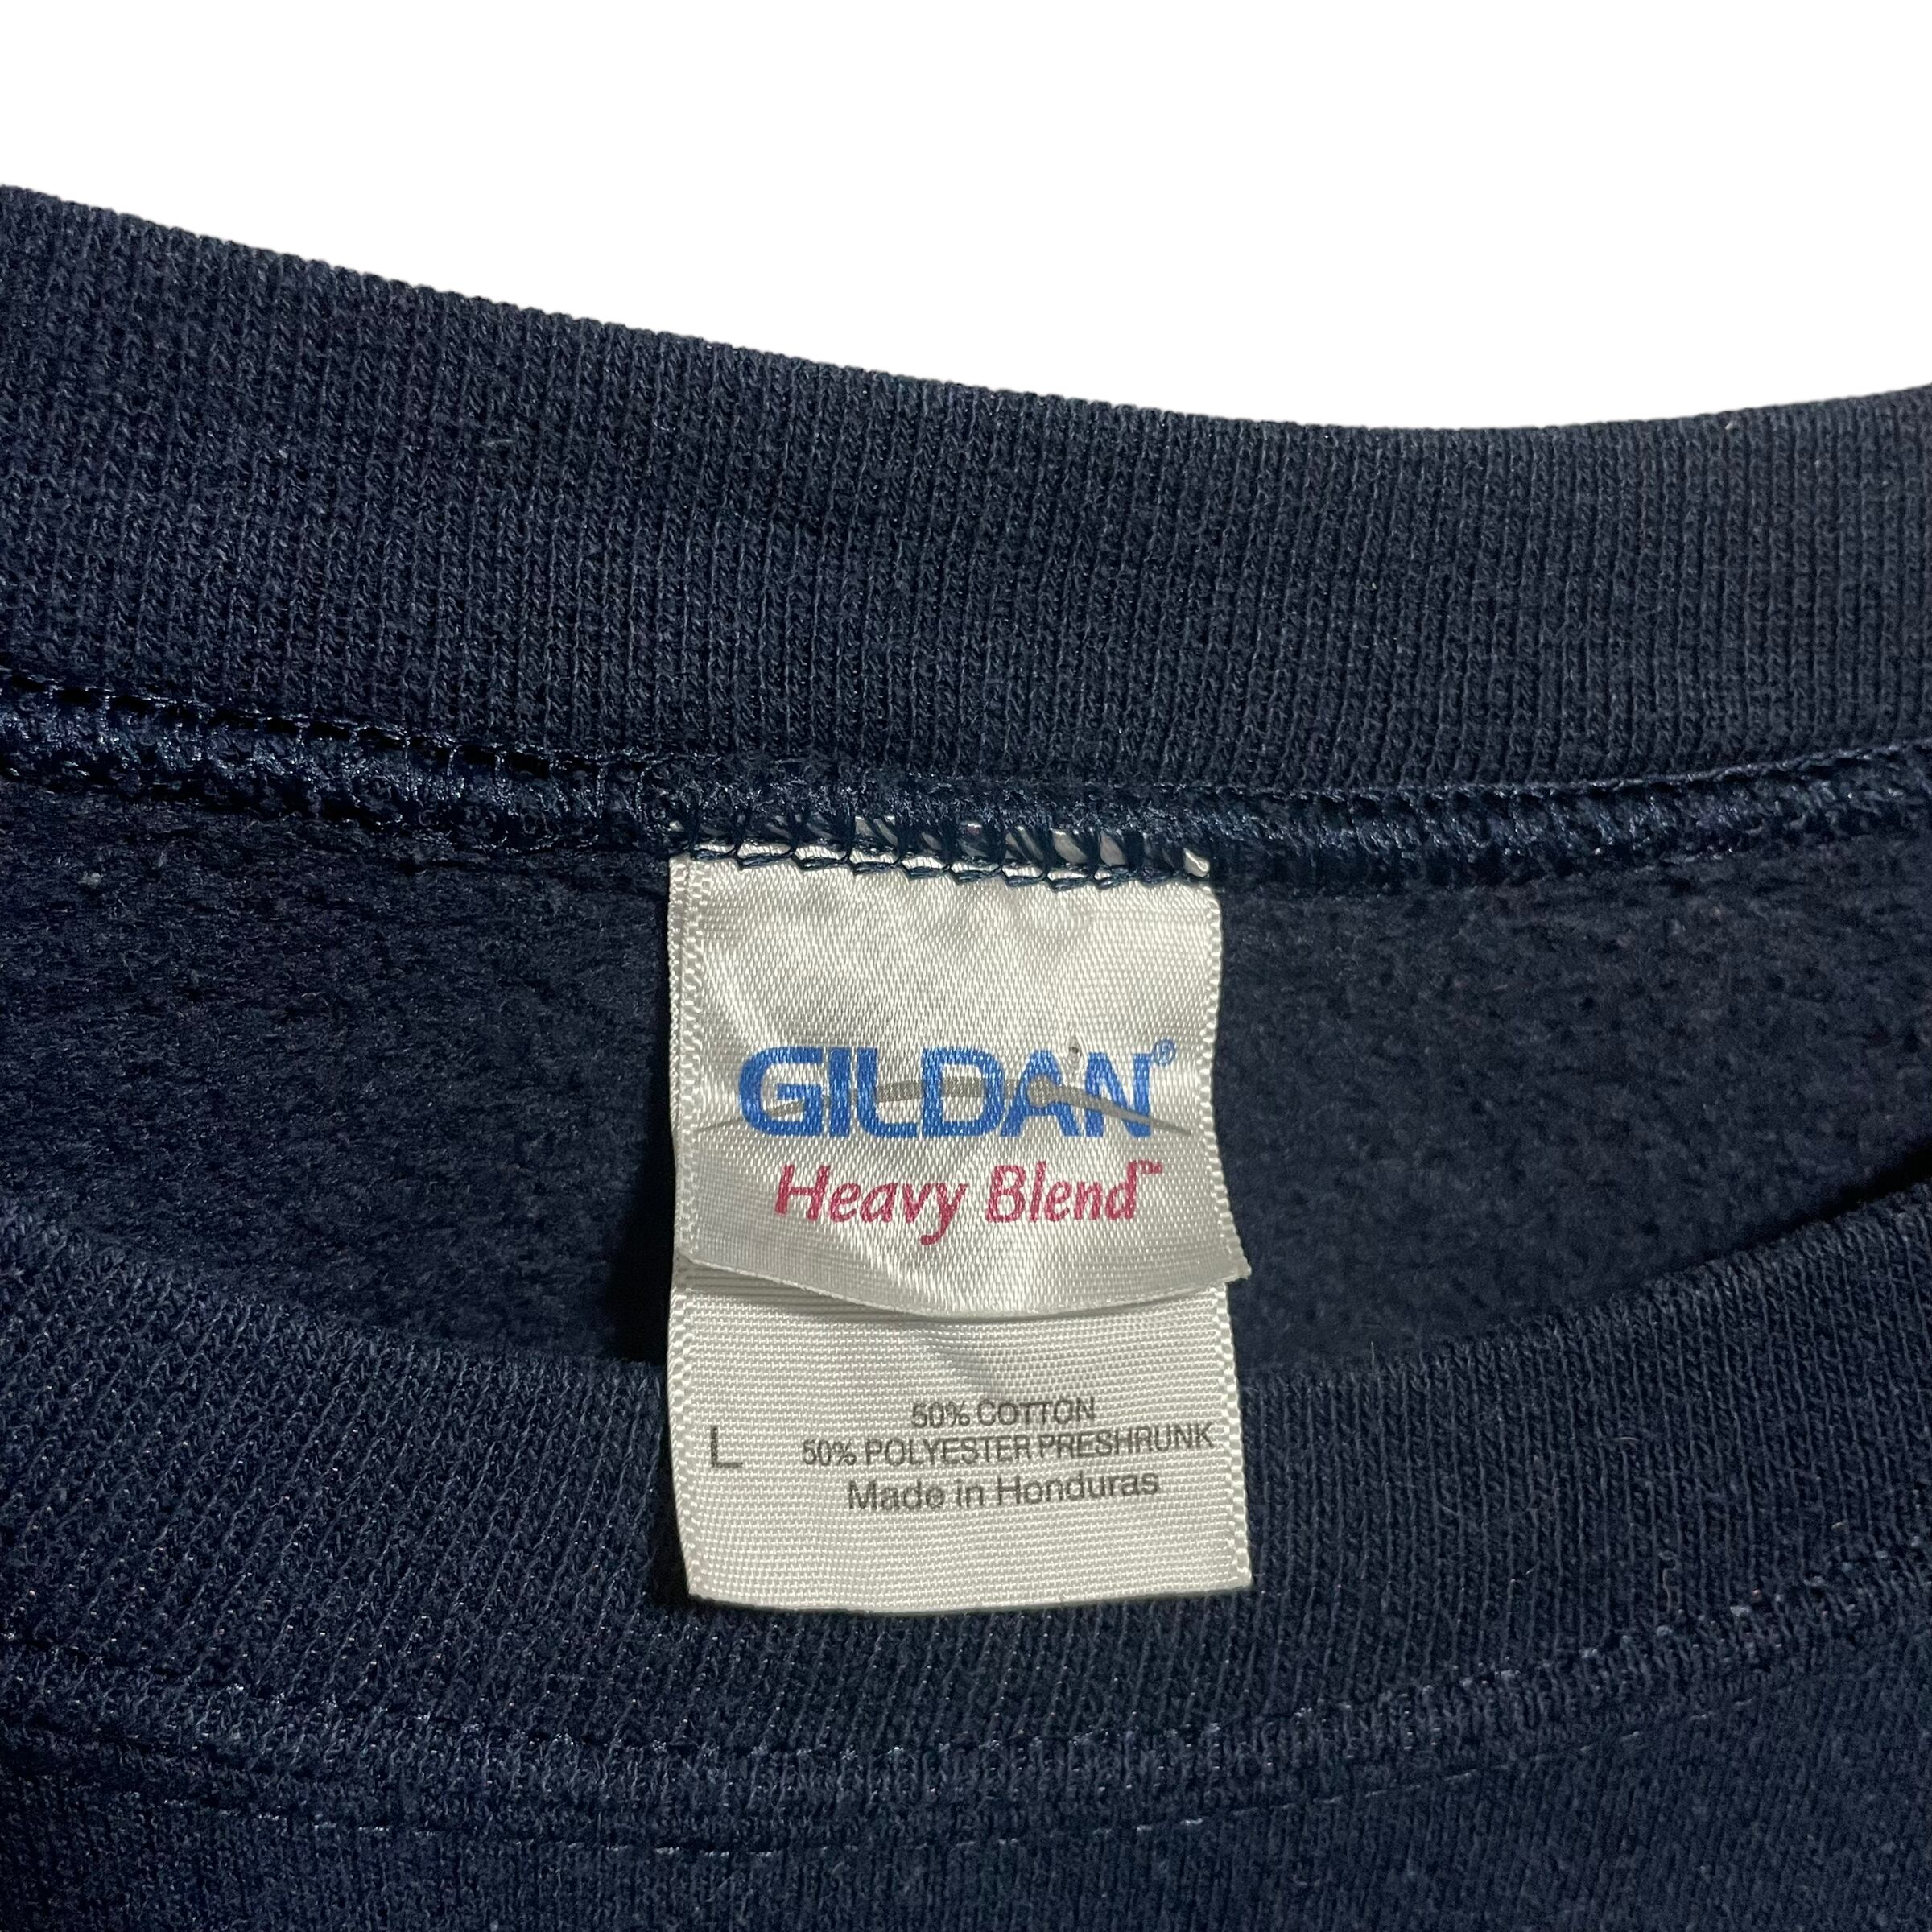 GILDAN®
Heavy Blend™
50% COTTON
L 50% POLYESTER PRESHRUNK
Made in Honduras